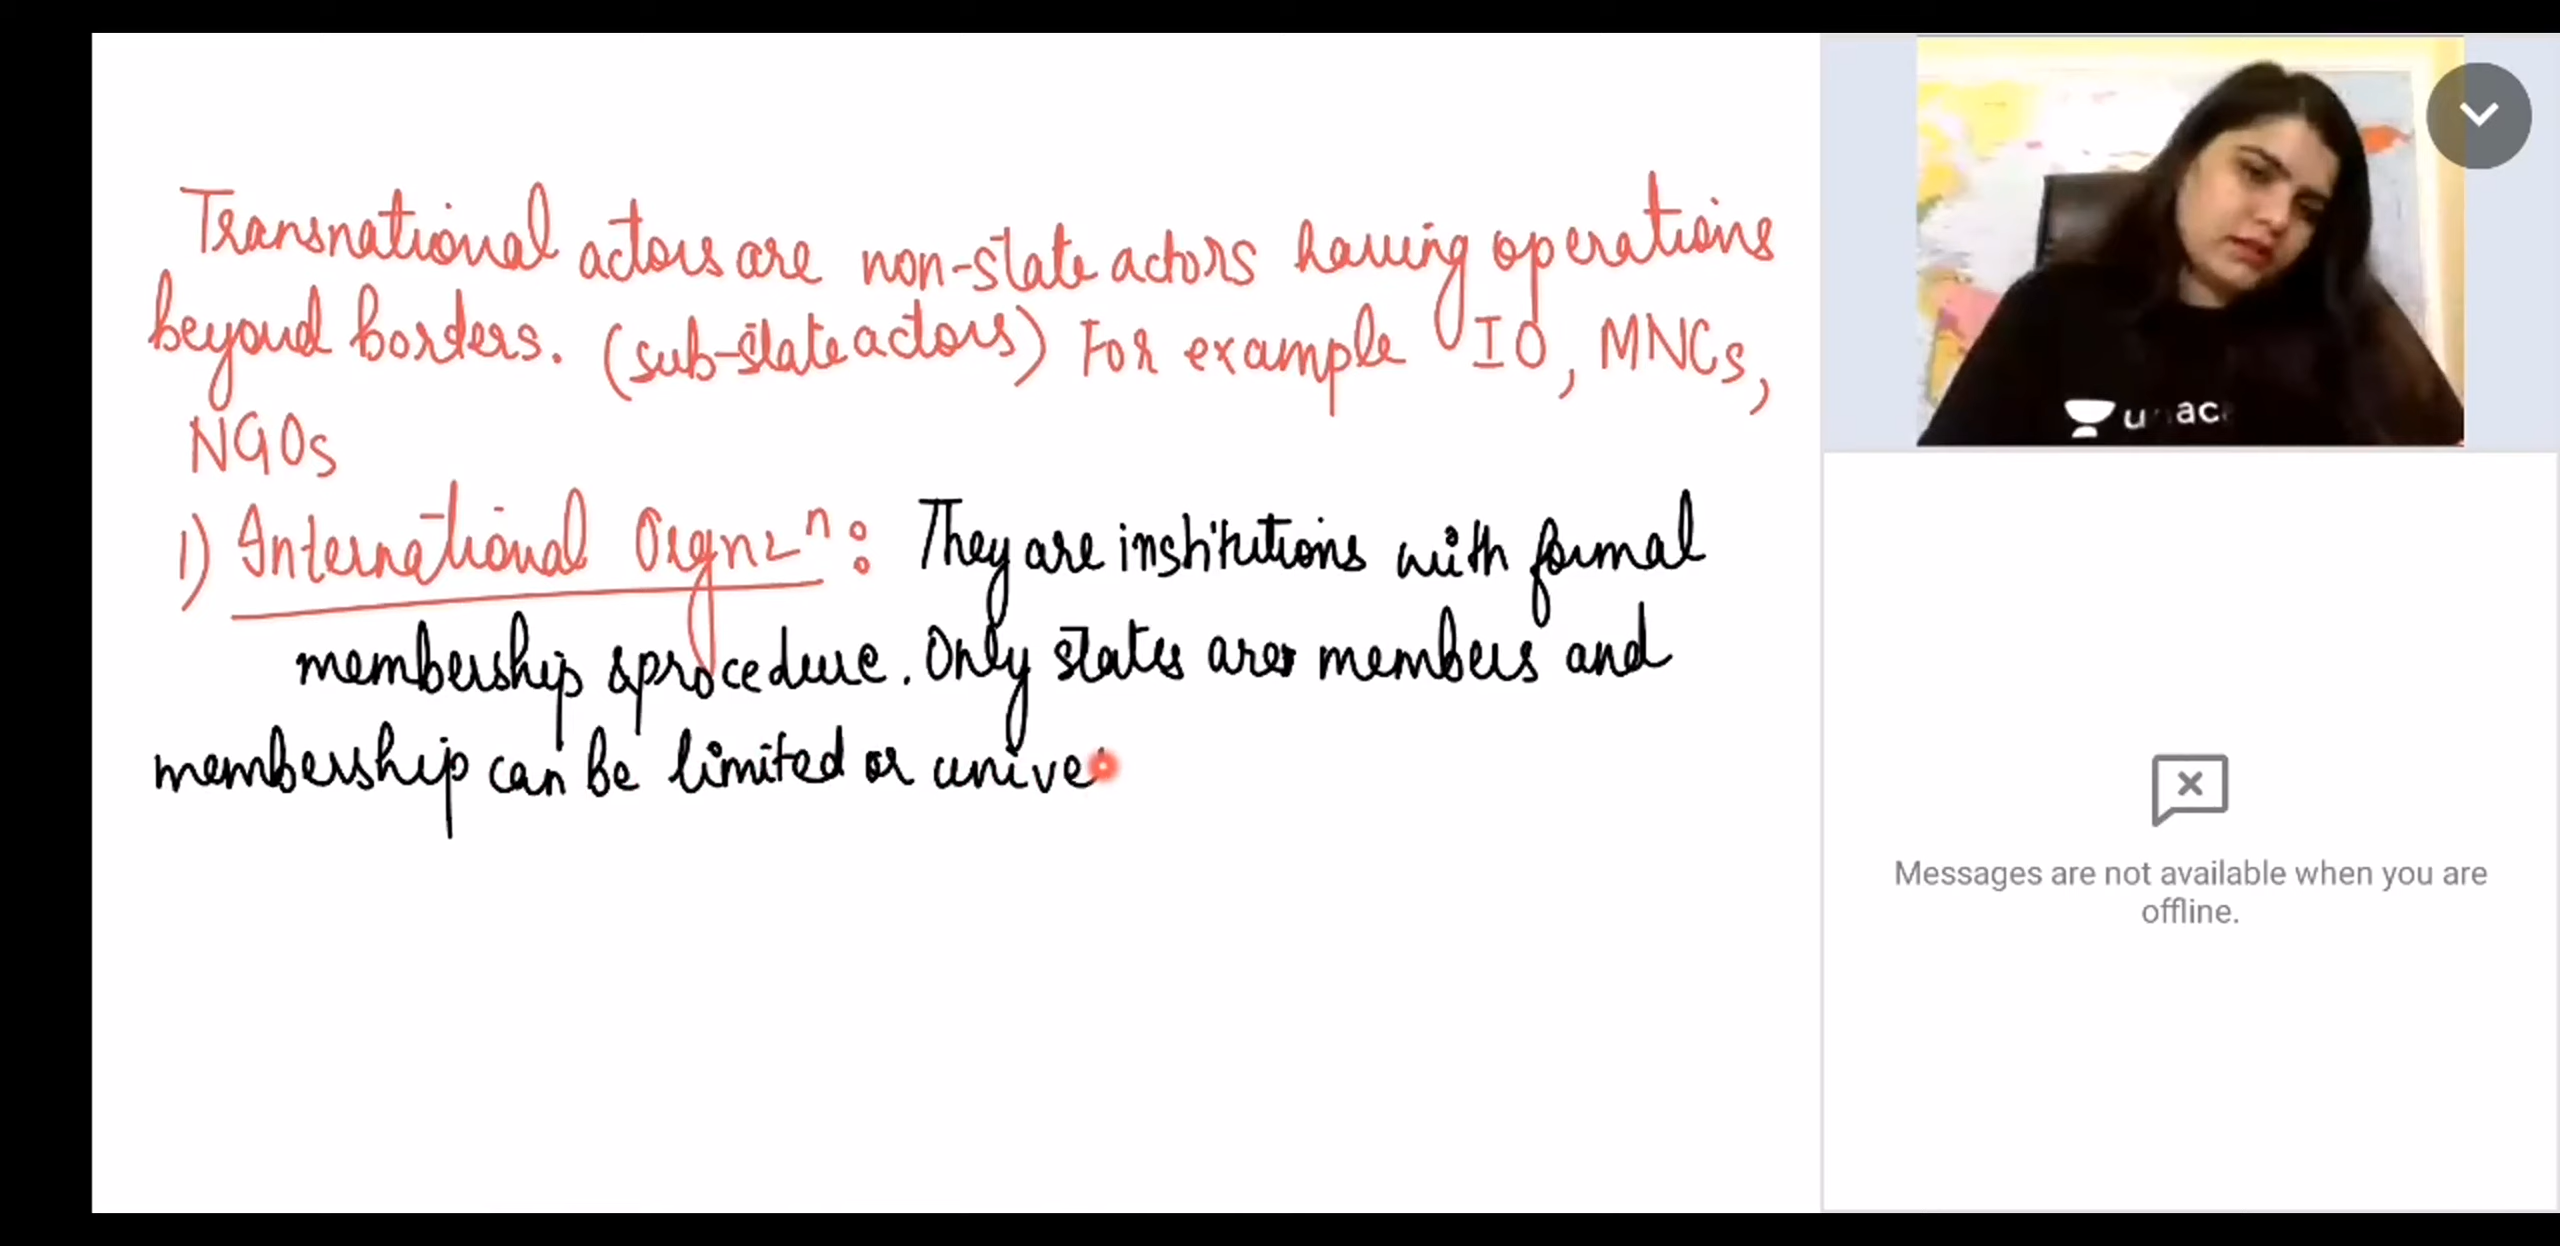 Transnational actors are non-state actors having operations
beyond borders. (sub-state actors) For example IO, MNCs,
NGOs
1) International Orgnzⁿ: They are institutions with formal
membership & procedure. Only states are members and
membership can be limited or unive
Messages are not available when you are
offline.